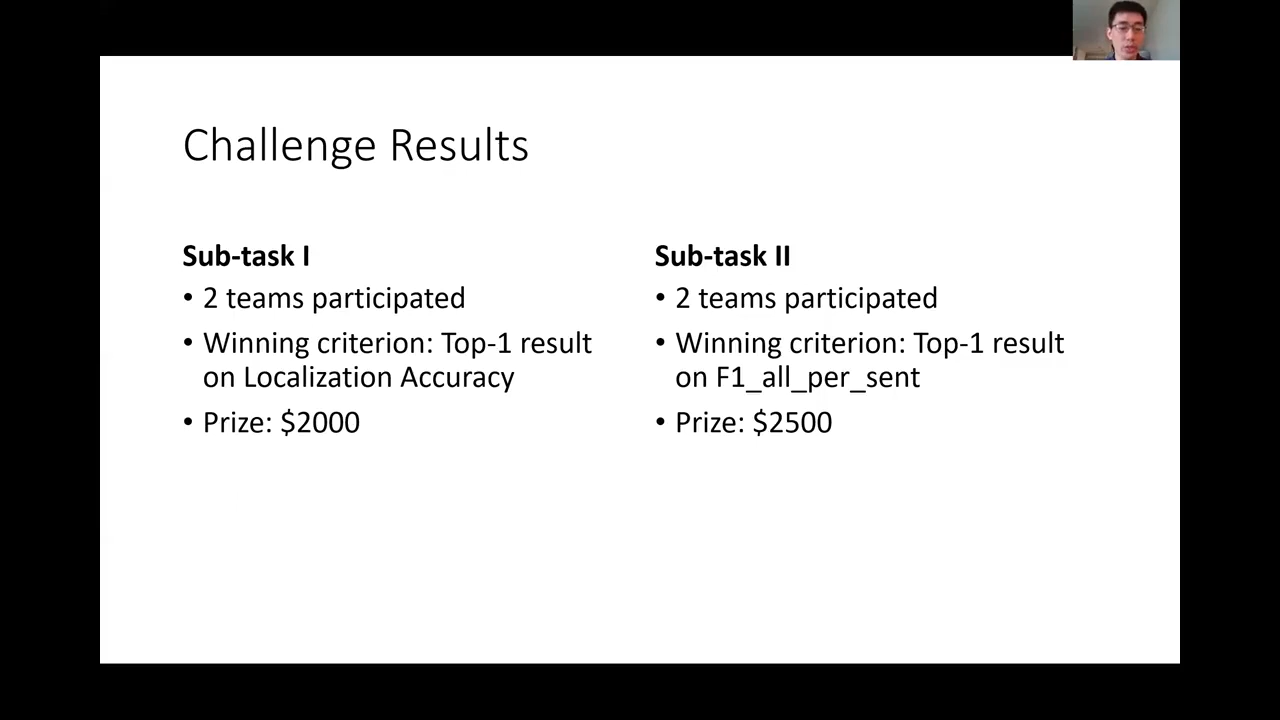 Challenge Results
Sub-task I
• 2 teams participated
• Winning criterion: Top-1 result
on Localization Accuracy
• Prize: $2000
Sub-task II
• 2 teams participated
• Winning criterion: Top-1 result
on F1_all_per_sent
• Prize: $2500